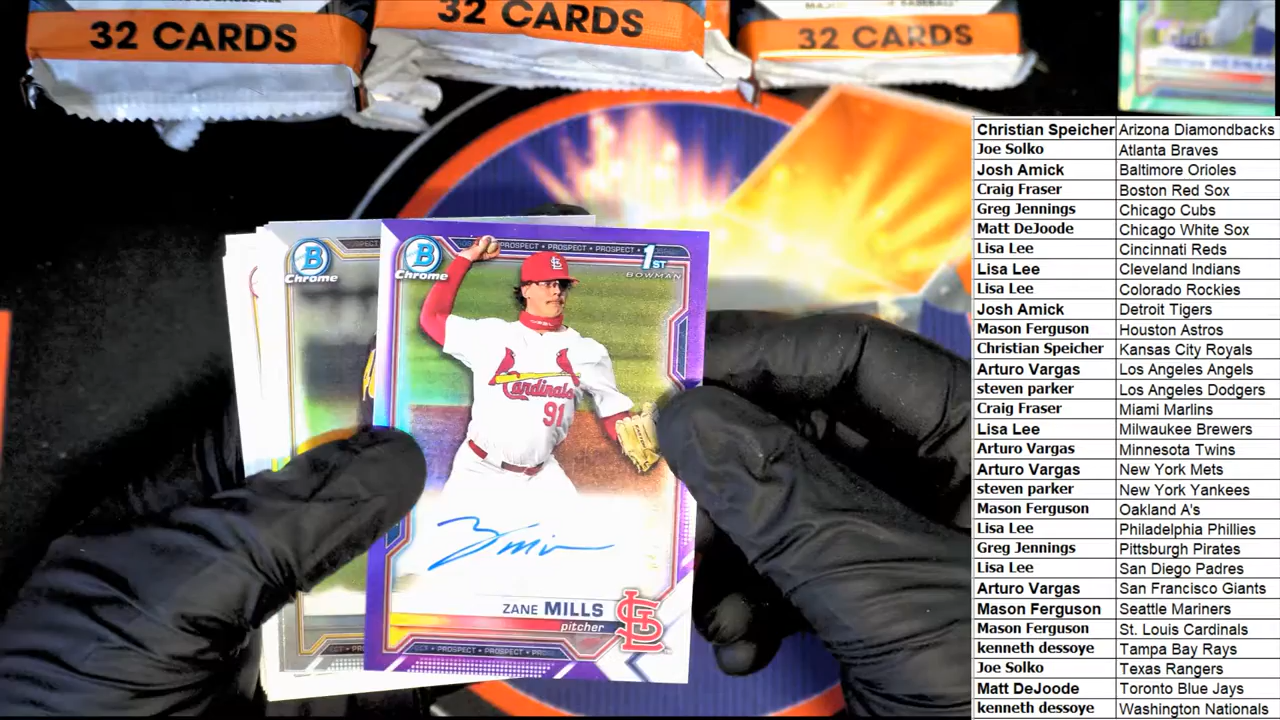 32 CARDS
32 CARDS
32 CARDS
Christian Speicher Arizona Diamondbacks
Joe Solko Atlanta Braves
Josh Amick Baltimore Orioles
Craig Fraser Boston Red Sox
Greg Jennings Chicago Cubs
Matt DeJoode Chicago White Sox
Lisa Lee Cincinnati Reds
Lisa Lee Cleveland Indians
Lisa Lee Colorado Rockies
Josh Amick Detroit Tigers
Mason Ferguson Houston Astros
Christian Speicher Kansas City Royals
Arturo Vargas Los Angeles Angels
steven parker Los Angeles Dodgers
Craig Fraser Miami Marlins
Lisa Lee Milwaukee Brewers
Arturo Vargas Minnesota Twins
Arturo Vargas New York Mets
steven parker New York Yankees
Mason Ferguson Oakland A's
Lisa Lee Philadelphia Phillies
Greg Jennings Pittsburgh Pirates
Lisa Lee San Diego Padres
Arturo Vargas San Francisco Giants
Mason Ferguson Seattle Mariners
Mason Ferguson St. Louis Cardinals
kenneth dessoye Tampa Bay Rays
Joe Solko Texas Rangers
Matt DeJoode Toronto Blue Jays
kenneth dessoye Washington Nationals
B Chrome
B Chrome
PROSPECT • PROSPECT • PROSPECT
1ST
BOWMAN
Cardinals
91
ZANE MILLS
pitcher
PROSPECT • PROSPECT